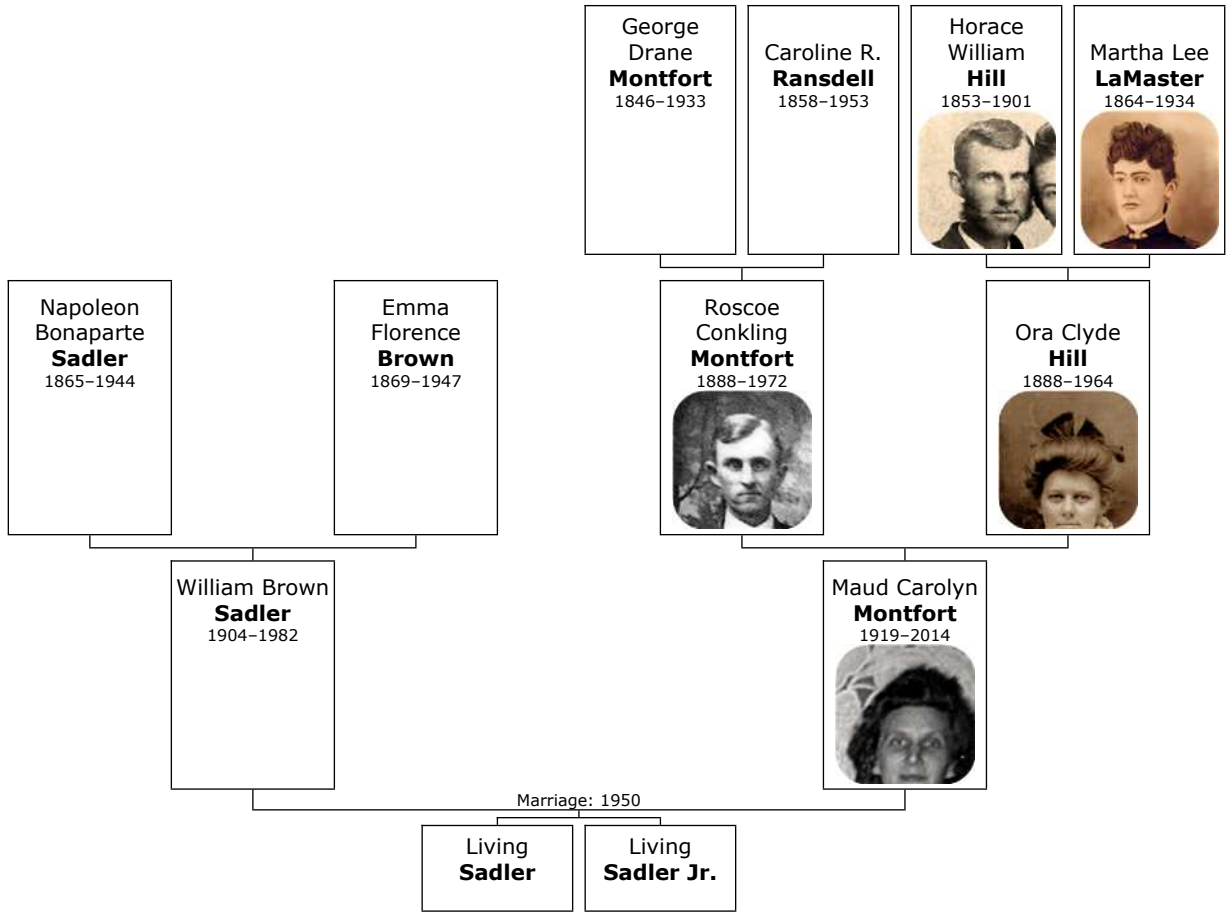 George
Drane
Montfort
1846–1933
Caroline R.
Ransdell
1858–1953
Horace
William
Hill
1853–1901
Martha Lee
LaMaster
1864–1934
Napoleon
Bonaparte
Sadler
1865–1944
Emma
Florence
Brown
1869–1947
Roscoe
Conkling
Montfort
1888–1972
Ora Clyde
Hill
1888–1964
William Brown
Sadler
1904–1982
Maud Carolyn
Montfort
1919–2014
Marriage: 1950
Living
Sadler
Living
Sadler Jr.